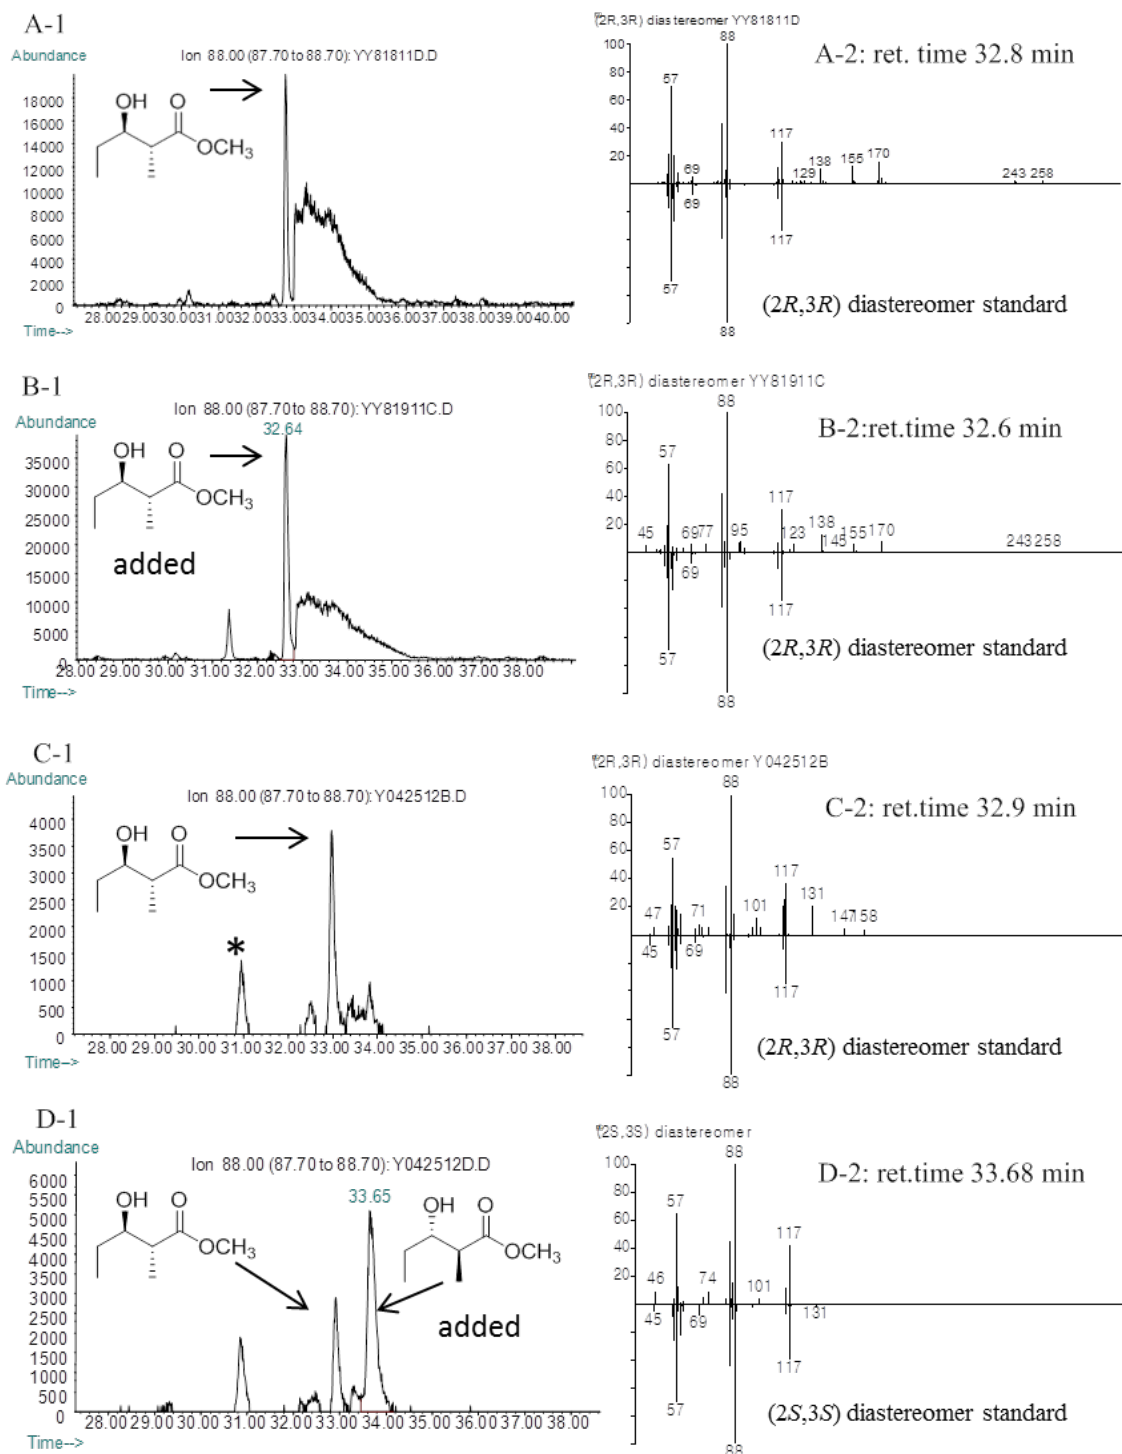 A-1
Abundance
Ion 88.00 (87.70 to 88.70): YY81811D.D
18000
16000
14000
12000
10000
8000
6000
4000
2000
0
OH O
OCH3
28.00 29.00 30.00 31.00 32.00 33.00 34.00 35.00 36.00 37.00 38.00 39.00 40.00
Time-->
(2R,3R) diastereomer YY81811D
A-2: ret. time 32.8 min
100
80
60
40
20
88
57
117
69
129
138
155
170
243 258
69
117
57
88
(2R,3R) diastereomer standard
B-1
Abundance
Ion 88.00 (87.70 to 88.70): YY81911C.D
32.64
35000
30000
25000
20000
15000
10000
5000
0
OH O
OCH3
added
28.00 29.00 30.00 31.00 32.00 33.00 34.00 35.00 36.00 37.00 38.00
Time-->
(2R,3R) diastereomer YY81911C
B-2:ret.time 32.6 min
100
80
60
40
20
88
57
117
45
69
77
95
123
138
145
155
170
243 258
69
117
57
88
(2R,3R) diastereomer standard
C-1
Abundance
Ion 88.00 (87.70 to 88.70): Y042512B.D
4000
3500
3000
2500
2000
1500
1000
500
0
OH O
OCH3
*
28.00 29.00 30.00 31.00 32.00 33.00 34.00 35.00 36.00 37.00 38.00
Time-->
(2R,3R) diastereomer Y042512B
C-2: ret.time 32.9 min
100
80
60
40
20
88
57
117
47
71
101
131
147
158
45
69
117
57
88
(2R,3R) diastereomer standard
D-1
Abundance
Ion 88.00 (87.70 to 88.70): Y042512D.D
33.65
6000
5500
5000
4500
4000
3500
3000
2500
2000
1500
1000
500
0
OH O
OCH3
OH O
OCH3
added
28.00 29.00 30.00 31.00 32.00 33.00 34.00 35.00 36.00 37.00 38.00
Time-->
(2S,3S) diastereomer
D-2: ret.time 33.68 min
100
80
60
40
20
88
57
117
46
74
101
45
69
131
117
57
88
(2S,3S) diastereomer standard